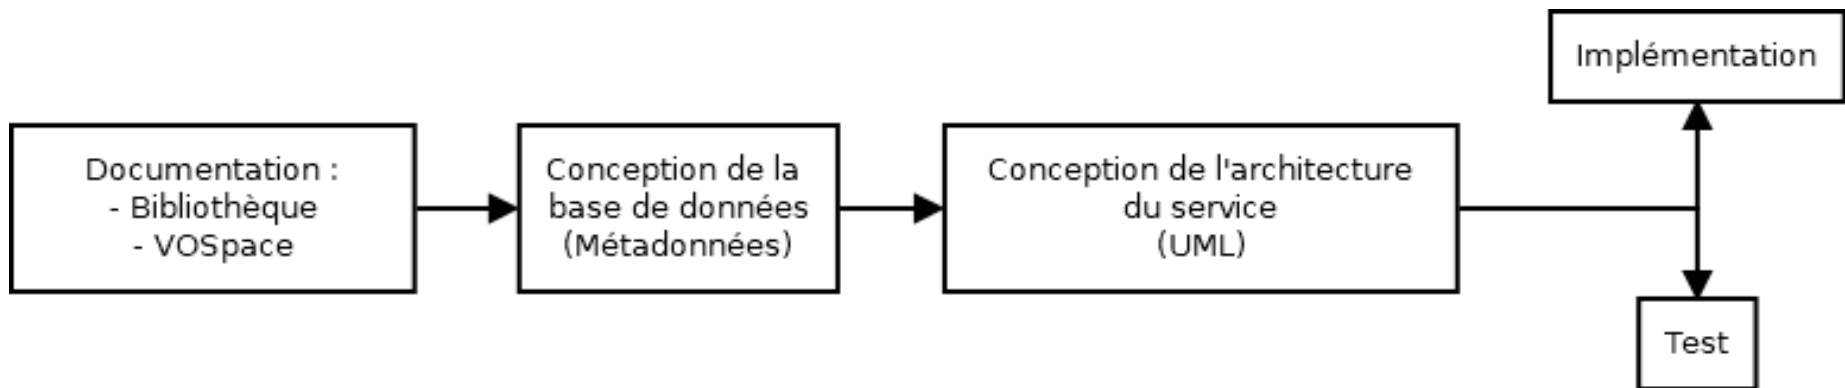 Documentation :
- Bibliothèque
- VOSpace
Conception de la
base de données
(Métadonnées)
Conception de l'architecture
du service
(UML)
Implémentation
Test